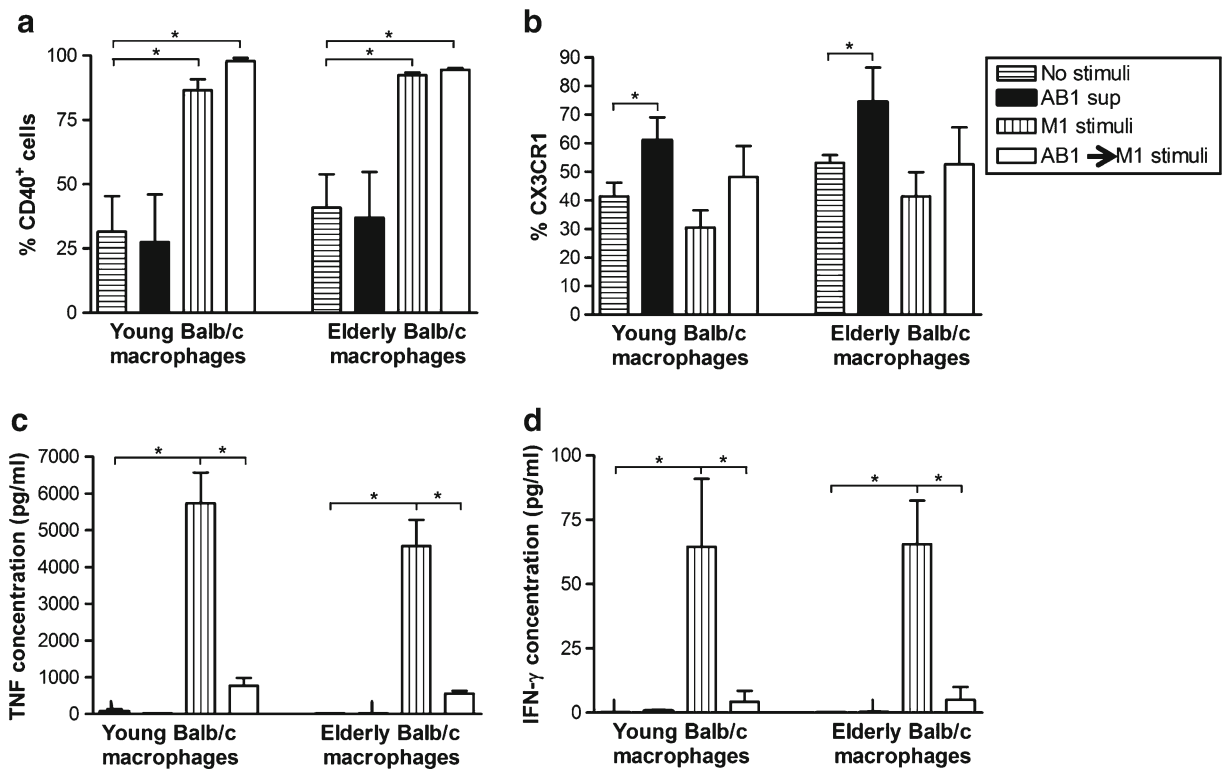 a
*
*
*
*
100
75
50
25
0
% CD40+ cells
Young Balb/c
macrophages
Elderly Balb/c
macrophages
b
*
*
90
80
70
60
50
40
30
20
10
0
% CX3CR1
Young Balb/c
macrophages
Elderly Balb/c
macrophages
No stimuli
AB1 sup
M1 stimuli
AB1 ➔M1 stimuli
c
*
*
*
*
7000
6000
5000
4000
3000
2000
1000
0
TNF concentration (pg/ml)
Young Balb/c
macrophages
Elderly Balb/c
macrophages
d
*
*
*
*
100
75
50
25
0
IFN-γ concentration (pg/ml)
Young Balb/c
macrophages
Elderly Balb/c
macrophages